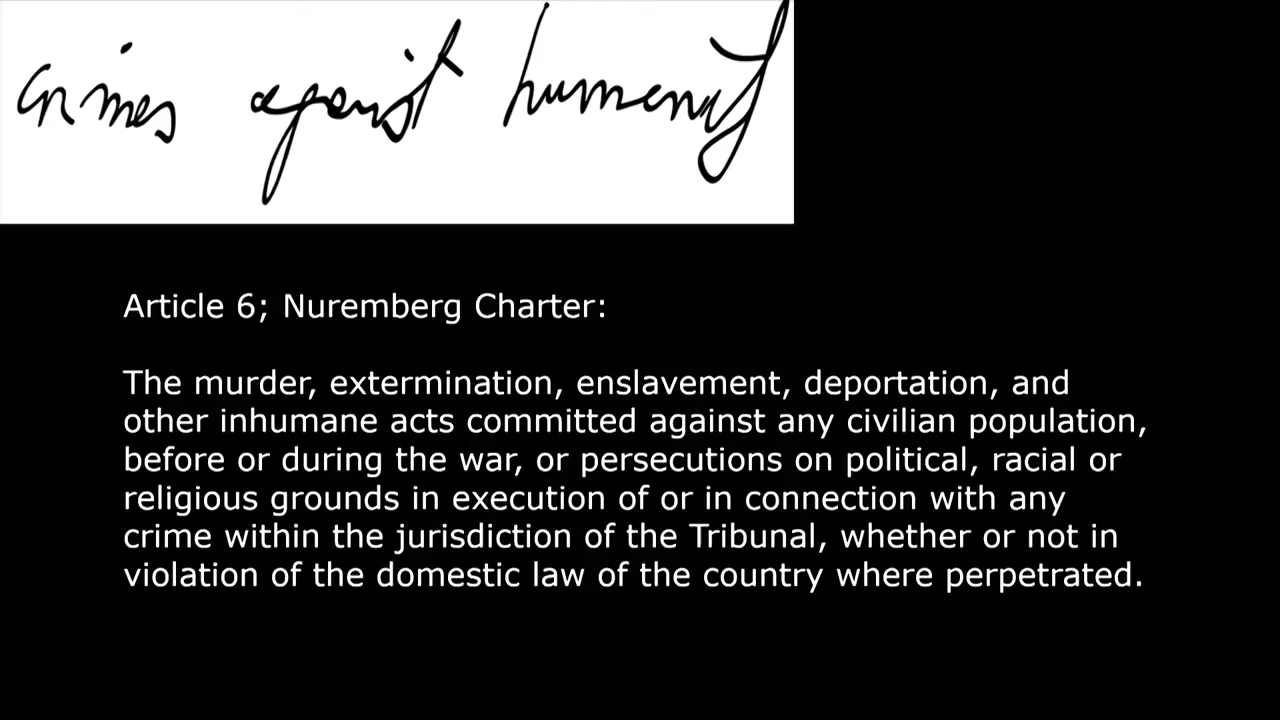 crimes against humanity
Article 6; Nuremberg Charter:
The murder, extermination, enslavement, deportation, and
other inhumane acts committed against any civilian population,
before or during the war, or persecutions on political, racial or
religious grounds in execution of or in connection with any
crime within the jurisdiction of the Tribunal, whether or not in
violation of the domestic law of the country where perpetrated.